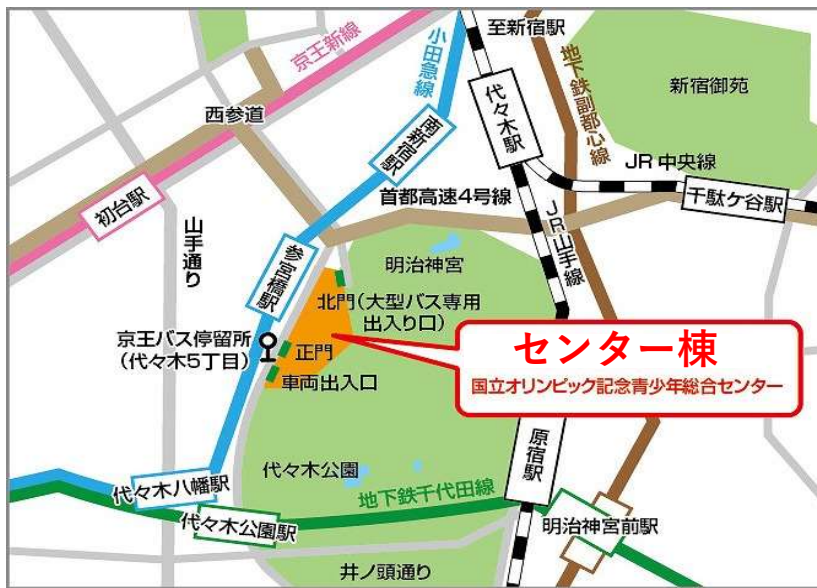 京王新線
小田急線
至新宿駅
地下鉄副都心線
新宿御苑
西参道
南新宿駅
代々木駅
JR中央線
千駄ケ谷駅
初台駅
首都高速4号線
JR山手線
山手通り
参宮橋駅
明治神宮
北門(大型バス専用
出入り口)
京王バス停留所
(代々木5丁目)
正門
車両出入口
センター棟
国立オリンピック記念青少年総合センター
原宿駅
代々木公園
代々木八幡駅
地下鉄千代田線
代々木公園駅
明治神宮前駅
井ノ頭通り